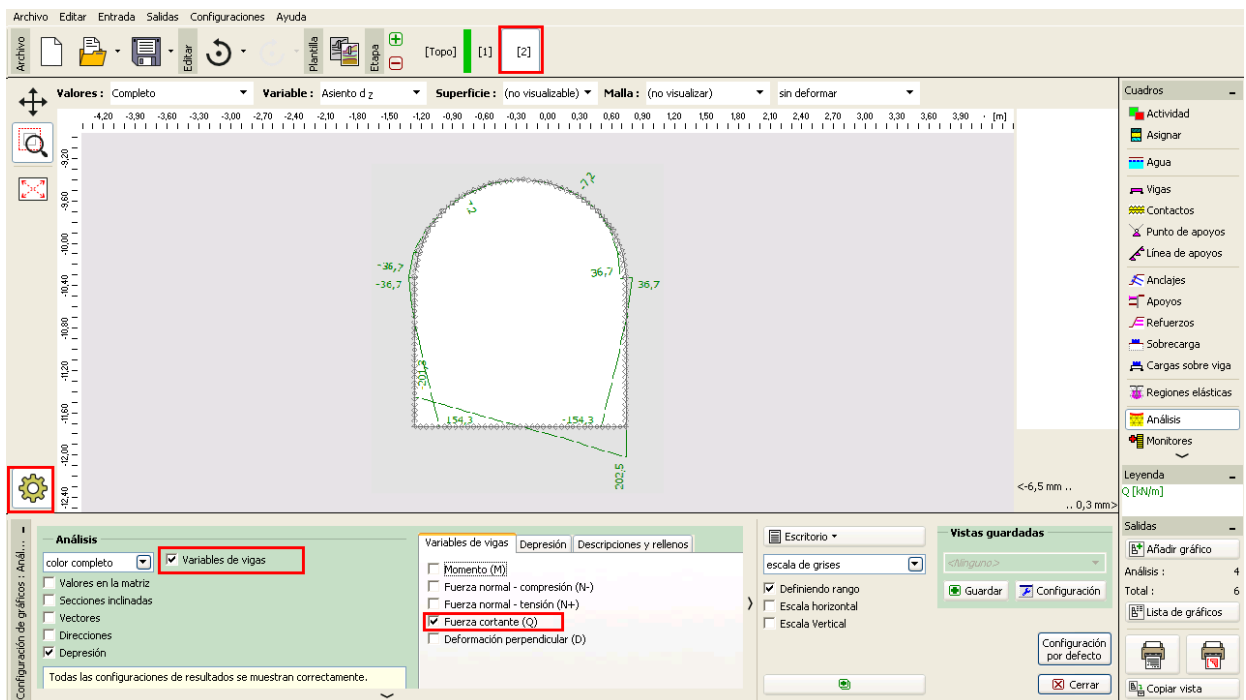 Archivo Editar Entrada Salidas Configuraciones Ayuda
Archivo
Editar
Plantilla
Etapa
[Topo] [1] [2]
Valores : Completo Variable : Asiento d z Superficie : (no visualizable) Malla : (no visualizar) sin deformar
-4,20 -3,90 -3,60 -3,30 -3,00 -2,70 -2,40 -2,10 -1,80 -1,50 -1,20 -0,90 -0,60 -0,30 0,00 0,30 0,60 0,90 1,20 1,50 1,80 2,10 2,40 2,70 3,00 3,30 3,60 3,90 [m]
-9,20
-9,60
-10,00
-10,40
-10,80
-11,20
-11,60
-12,00
-12,40
-7,2
-36,7
-36,7
36,7
36,7
154,3
-154,3
202,5
<-6,5 mm ..
.. 0,3 mm>
Cuadros
Actividad
Asignar
Agua
Vigas
Contactos
Punto de apoyos
Línea de apoyos
Anclajes
Apoyos
Refuerzos
Sobrecarga
Cargas sobre viga
Regiones elásticas
Análisis
Monitores
Leyenda
Q [kN/m]
Salidas
Añadir gráfico
Análisis : 4
Total : 6
Lista de gráficos
Copiar vista
Configuración de gráficos : Anál...
Análisis
color completo
Variables de vigas
Valores en la matriz
Secciones inclinadas
Vectores
Direcciones
Depresión
Todas las configuraciones de resultados se muestran correctamente.
Variables de vigas Depresión Descripciones y rellenos
Momento (M)
Fuerza normal - compresión (N-)
Fuerza normal - tensión (N+)
Fuerza cortante (Q)
Deformación perpendicular (D)
Escritorio
escala de grises
Definiendo rango
Escala horizontal
Escala Vertical
Vistas guardadas
<Ninguno>
Guardar Configuración
Configuración
por defecto
Cerrar